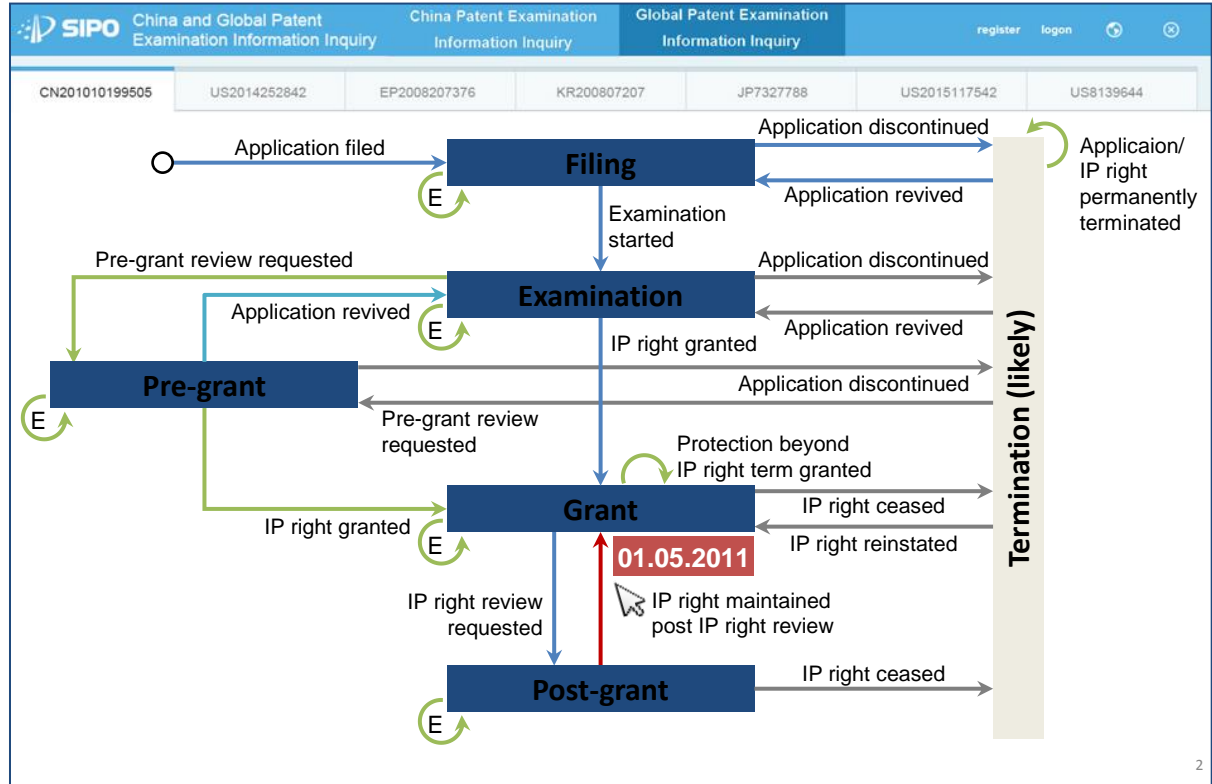 SIPO
China and Global Patent
Examination Information Inquiry
China Patent Examination
Information Inquiry
Global Patent Examination
Information Inquiry
register
logon
CN201010199505
US2014252842
EP2008207376
KR200807207
JP7327788
US2015117542
US8139644
Application filed
Filing
E
Application discontinued
Application revived
Applicaion/
IP right
permanently
terminated
Examination
started
Pre-grant review requested
Application revived
Examination
E
Application discontinued
Application revived
IP right granted
Pre-grant
E
Application discontinued
Pre-grant review
requested
Termination (likely)
Protection beyond
IP right term granted
IP right granted
Grant
E
IP right ceased
IP right reinstated
01.05.2011
IP right review
requested
IP right maintained
post IP right review
Post-grant
E
IP right ceased
2